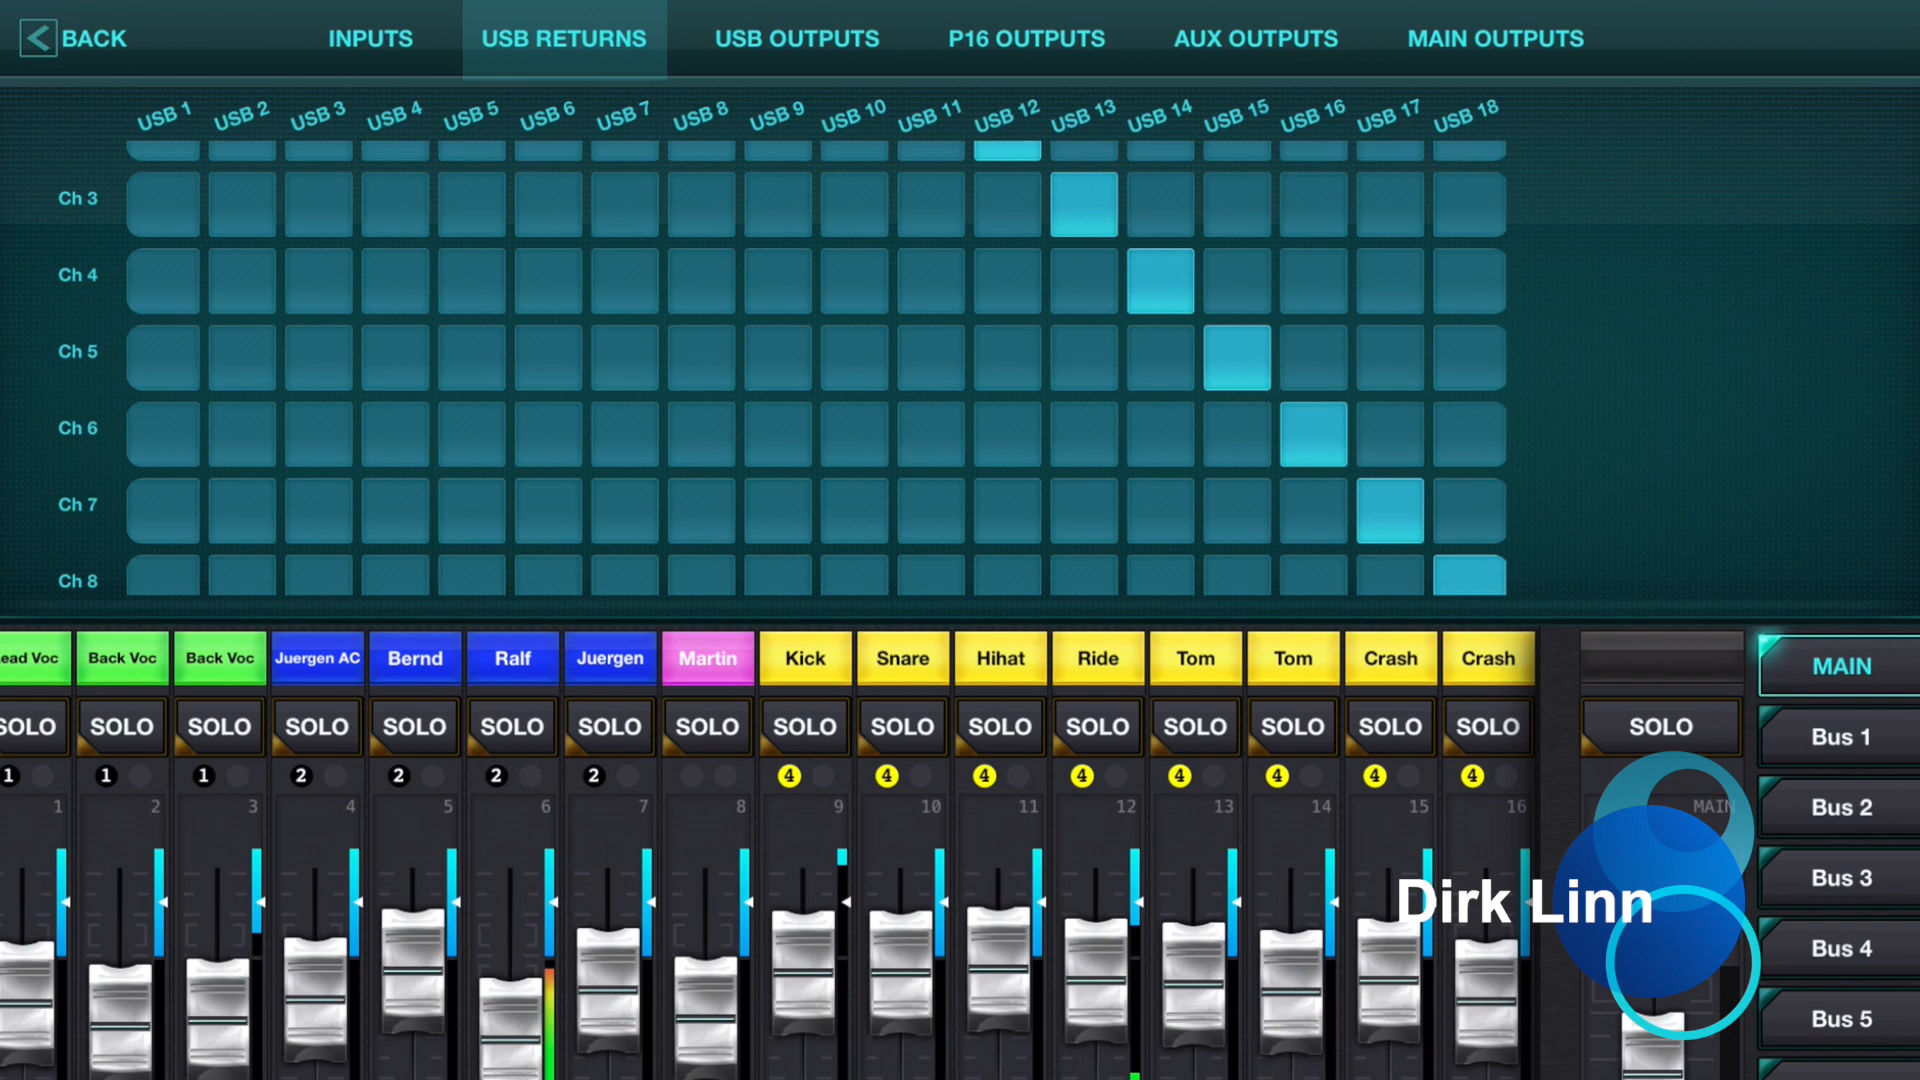 BACK INPUTS USB RETURNS USB OUTPUTS P16 OUTPUTS AUX OUTPUTS MAIN OUTPUTS
USB 1 USB 2 USB 3 USB 4 USB 5 USB 6 USB 7 USB 8 USB 9 USB 10 USB 11 USB 12 USB 13 USB 14 USB 15 USB 16 USB 17 USB 18
Ch 3
Ch 4
Ch 5
Ch 6
Ch 7
Ch 8
ead Voc Back Voc Back Voc Juergen AC Bernd Ralf Juergen Martin Kick Snare Hihat Ride Tom Tom Crash Crash MAIN
SOLO SOLO SOLO SOLO SOLO SOLO SOLO SOLO SOLO SOLO SOLO SOLO SOLO SOLO SOLO SOLO SOLO Bus 1
1 1 1 2 2 2 2 4 4 4 4 4 4 4 4
1 2 3 4 5 6 7 8 9 10 11 12 13 14 15 16 MAIN Bus 2
Bus 3
Dirk Linn
Bus 4
Bus 5